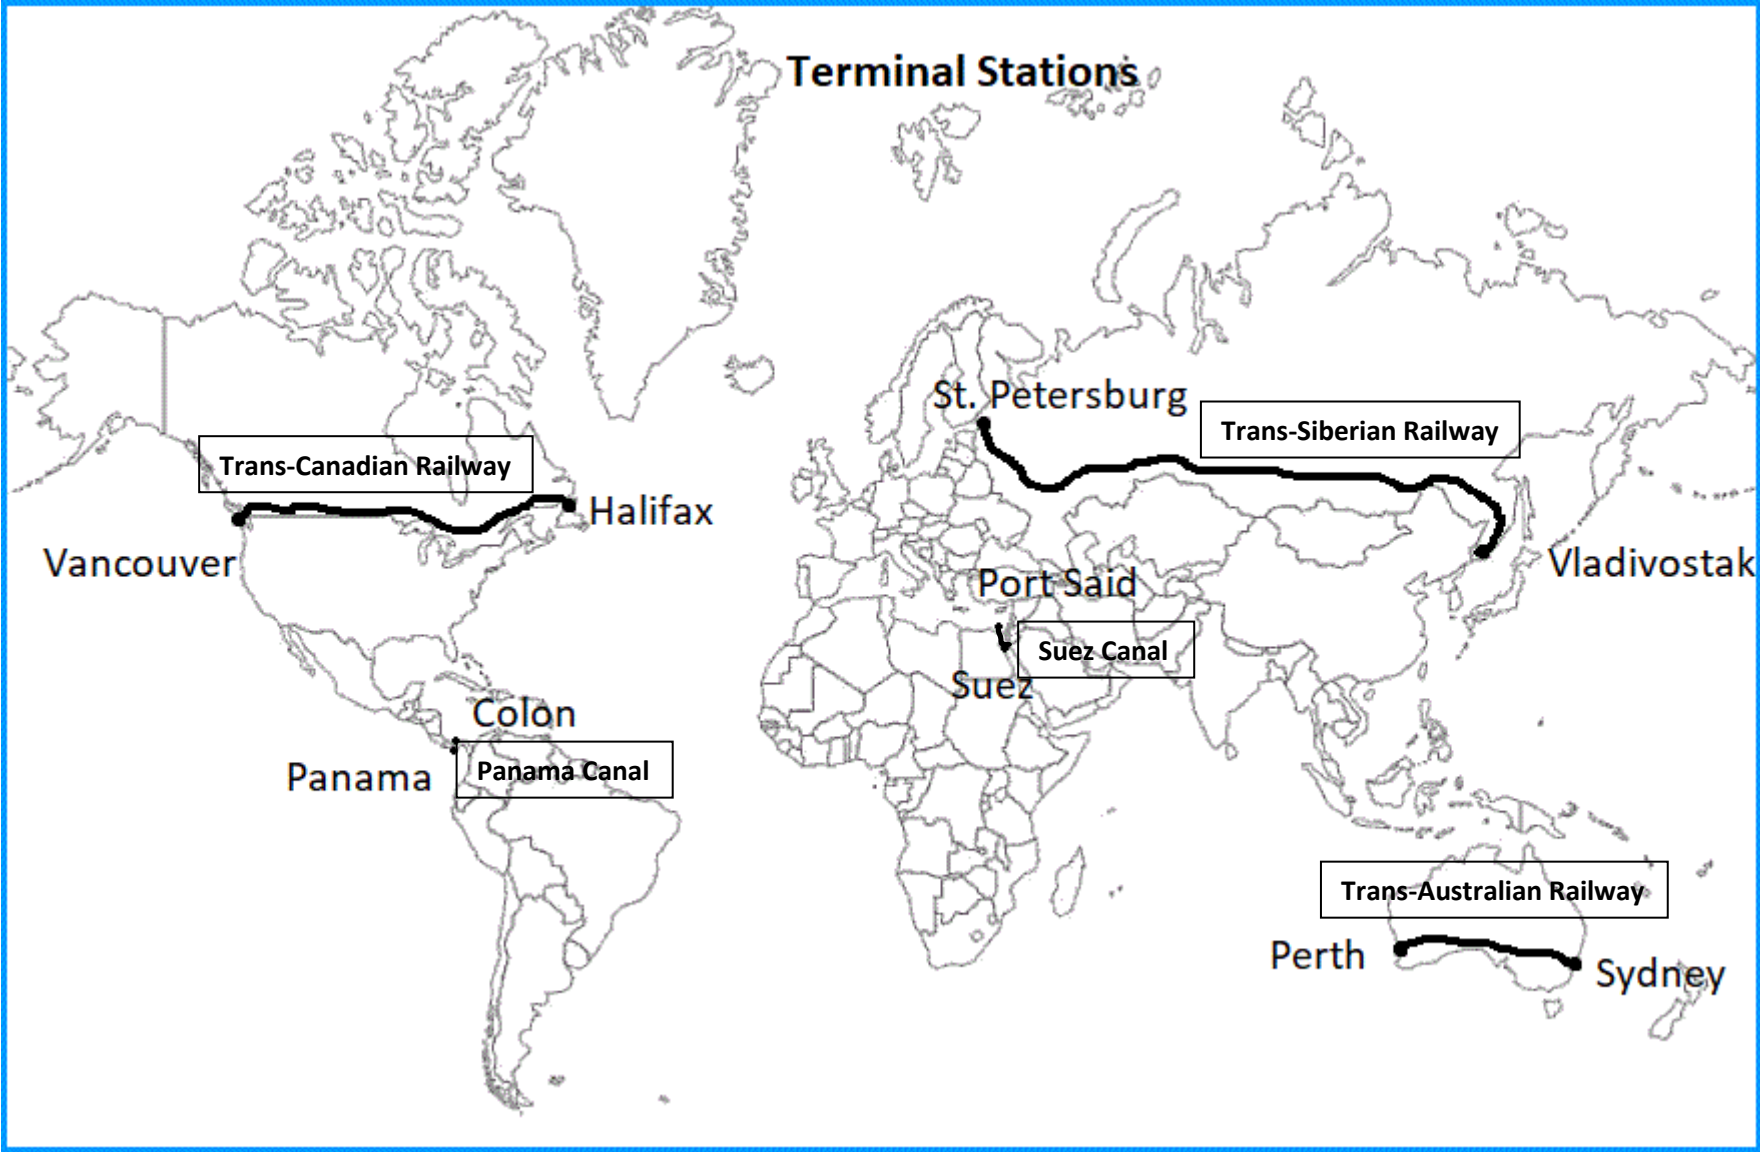 Terminal Stations
St. Petersburg
Trans-Siberian Railway
Trans-Canadian Railway
Halifax
Vancouver
Vladivostak
Port Said
Suez Canal
Suez
Colon
Panama
Panama Canal
Trans-Australian Railway
Perth
Sydney